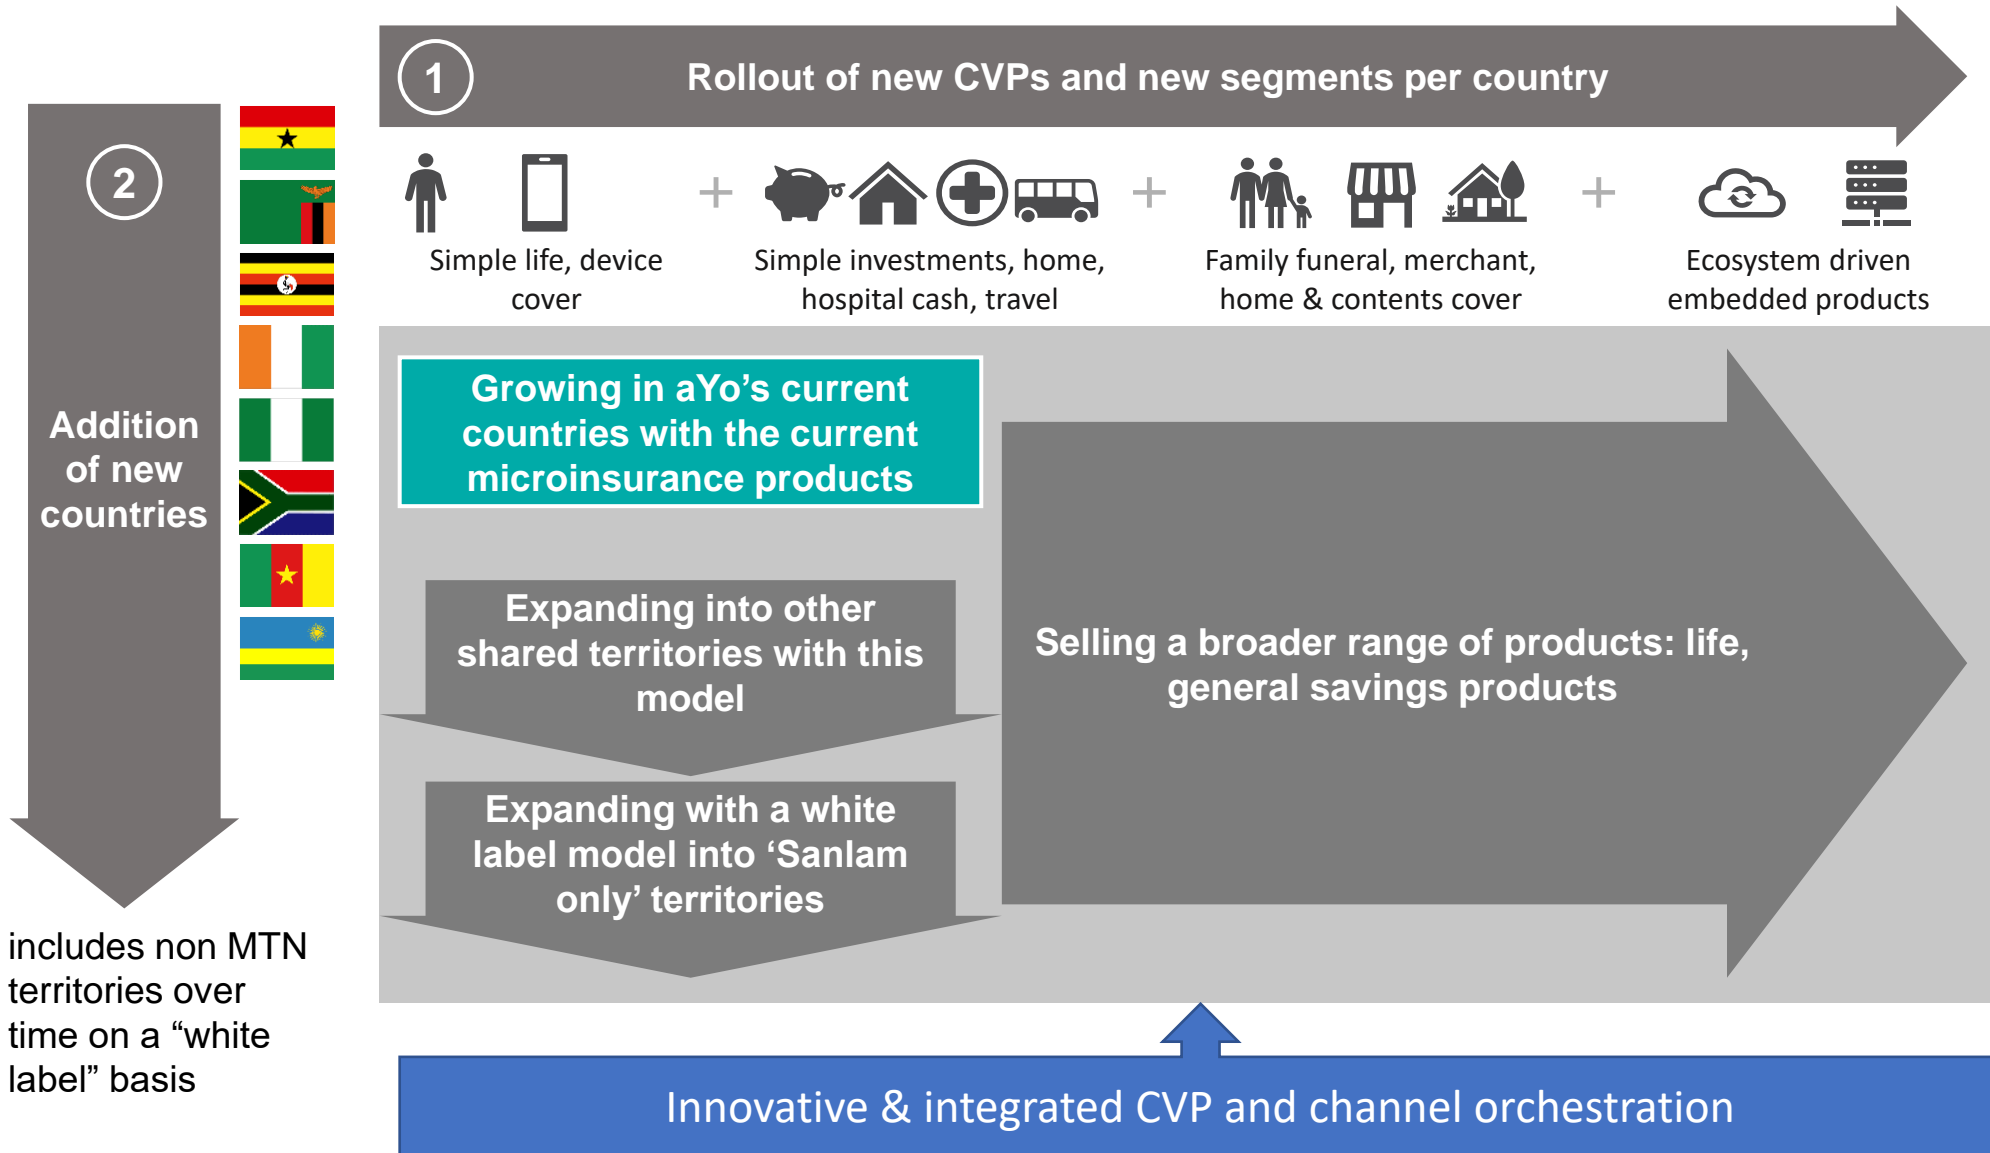 1
Rollout of new CVPs and new segments per country
2
Addition
of new
countries
includes non MTN
territories over
time on a “white
label” basis
Simple life, device
cover
Simple investments, home,
hospital cash, travel
Family funeral, merchant,
home & contents cover
Ecosystem driven
embedded products
Growing in aYo’s current
countries with the current
microinsurance products
Expanding into other
shared territories with this
model
Expanding with a white
label model into ‘Sanlam
only’ territories
Selling a broader range of products: life,
general savings products
Innovative & integrated CVP and channel orchestration